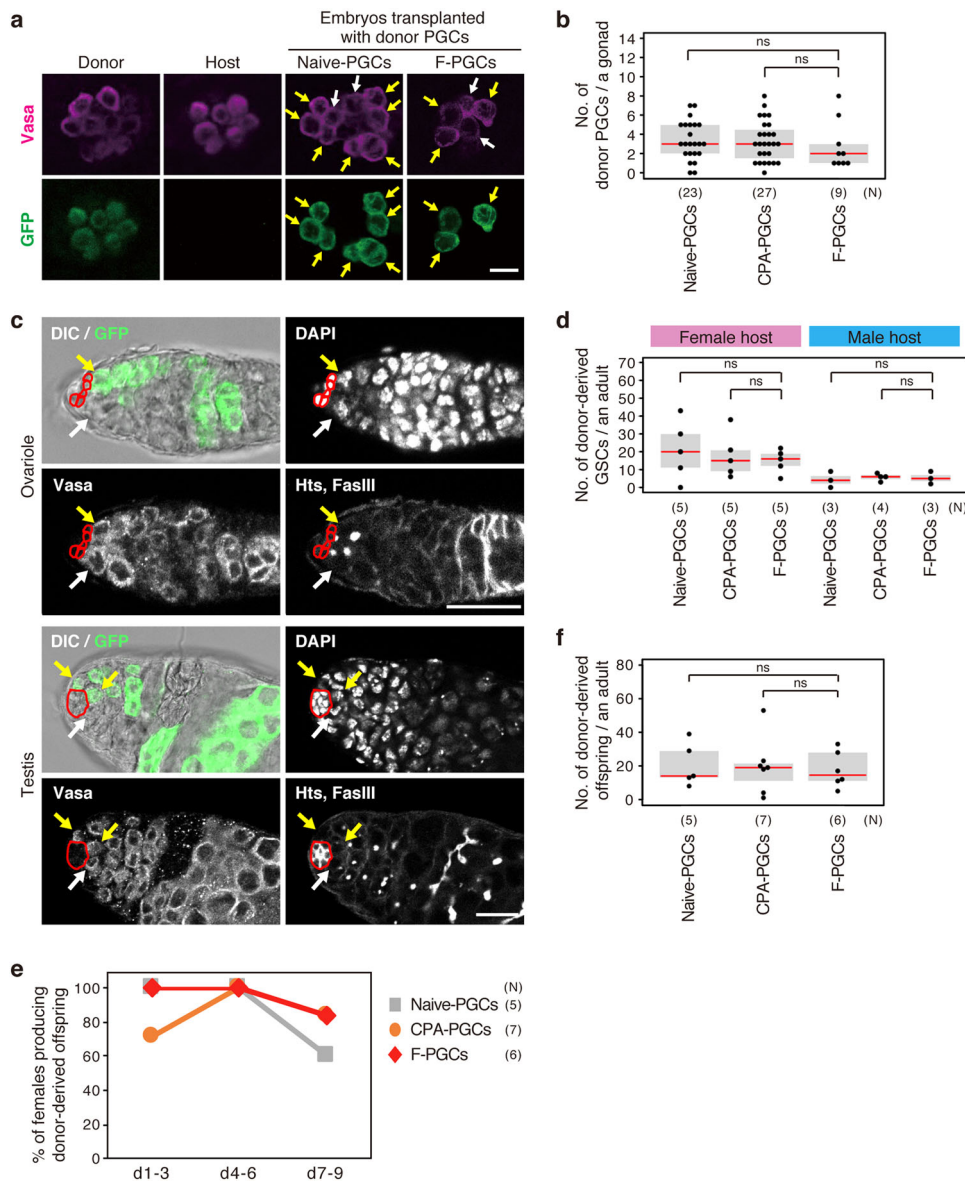 a
Embryos transplanted
with donor PGCs
Donor
Host
Naive-PGCs
F-PGCs
Vasa
GFP
b
No. of
donor PGCs / a gonad
14
12
10
8
6
4
2
0
ns
ns
(23)
(27)
(9)
(N)
Naive-PGCs
CPA-PGCs
F-PGCs
c
Ovariole
DIC / GFP
DAPI
Vasa
Hts, FasIII
Testis
DIC / GFP
DAPI
Vasa
Hts, FasIII
d
Female host
Male host
No. of donor-derived
GSCs / an adult
70
60
50
40
30
20
10
0
ns
ns
ns
ns
(5)
(5)
(5)
(3)
(4)
(3)
(N)
Naive-PGCs
CPA-PGCs
F-PGCs
Naive-PGCs
CPA-PGCs
F-PGCs
f
No. of donor-derived
offspring / an adult
80
60
40
20
0
ns
ns
(5)
(7)
(6)
(N)
Naive-PGCs
CPA-PGCs
F-PGCs
e
% of females producing
donor-derived offspring
100
80
60
40
20
0
d1-3
d4-6
d7-9
(N)
Naive-PGCs (5)
CPA-PGCs (7)
F-PGCs (6)